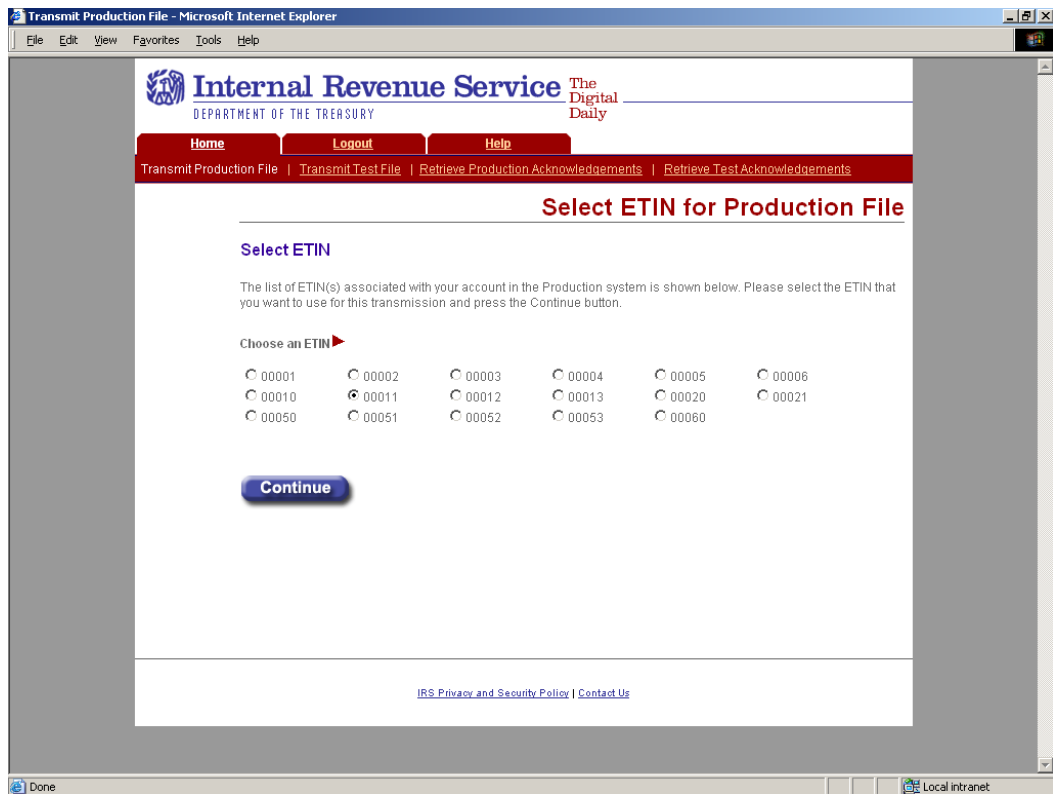 Transmit Production File - Microsoft Internet Explorer
File Edit View Favorites Tools Help
Internal Revenue Service
DEPARTMENT OF THE TREASURY
The
Digital
Daily
Home Logout Help
Transmit Production File | Transmit Test File | Retrieve Production Acknowledgements | Retrieve Test Acknowledgements
Select ETIN for Production File
Select ETIN
The list of ETIN(s) associated with your account in the Production system is shown below. Please select the ETIN that
you want to use for this transmission and press the Continue button.
Choose an ETIN
00001 00002 00003 00004 00005 00006
00010 00011 00012 00013 00020 00021
00050 00051 00052 00053 00060
Continue
IRS Privacy and Security Policy | Contact Us
Done Local intranet